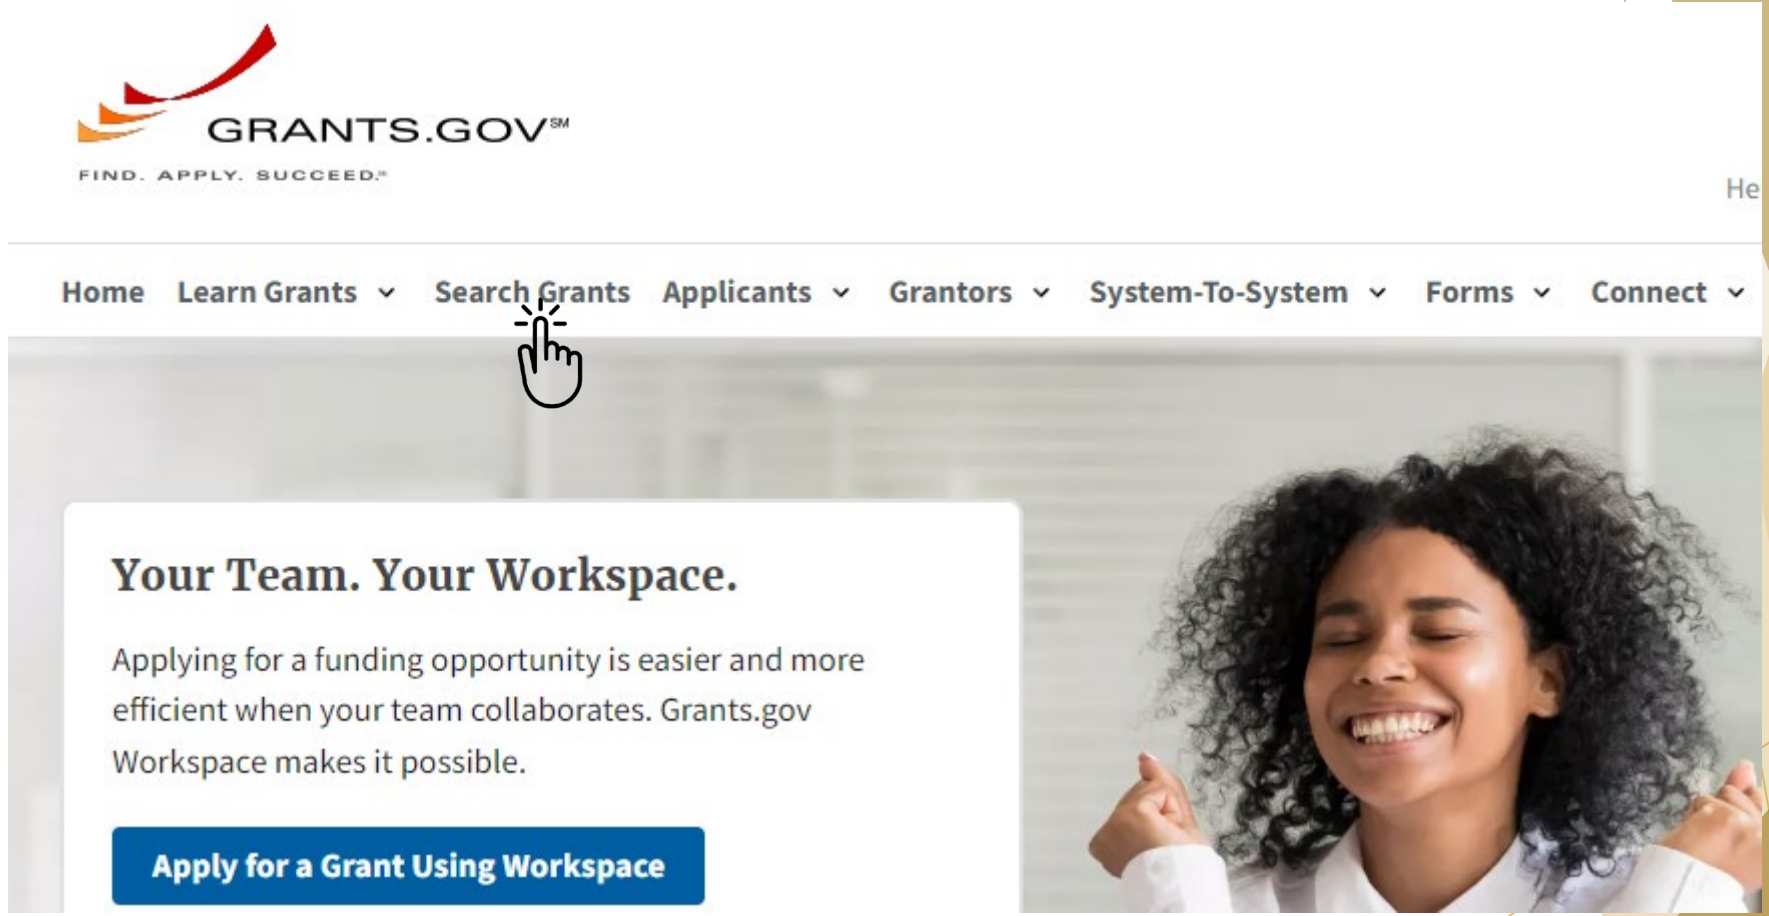 GRANTS.GOV℠
FIND. APPLY. SUCCEED.℠
Home Learn Grants Search Grants Applicants Grantors System-To-System Forms Connect
Your Team. Your Workspace.
Applying for a funding opportunity is easier and more
efficient when your team collaborates. Grants.gov
Workspace makes it possible.
Apply for a Grant Using Workspace